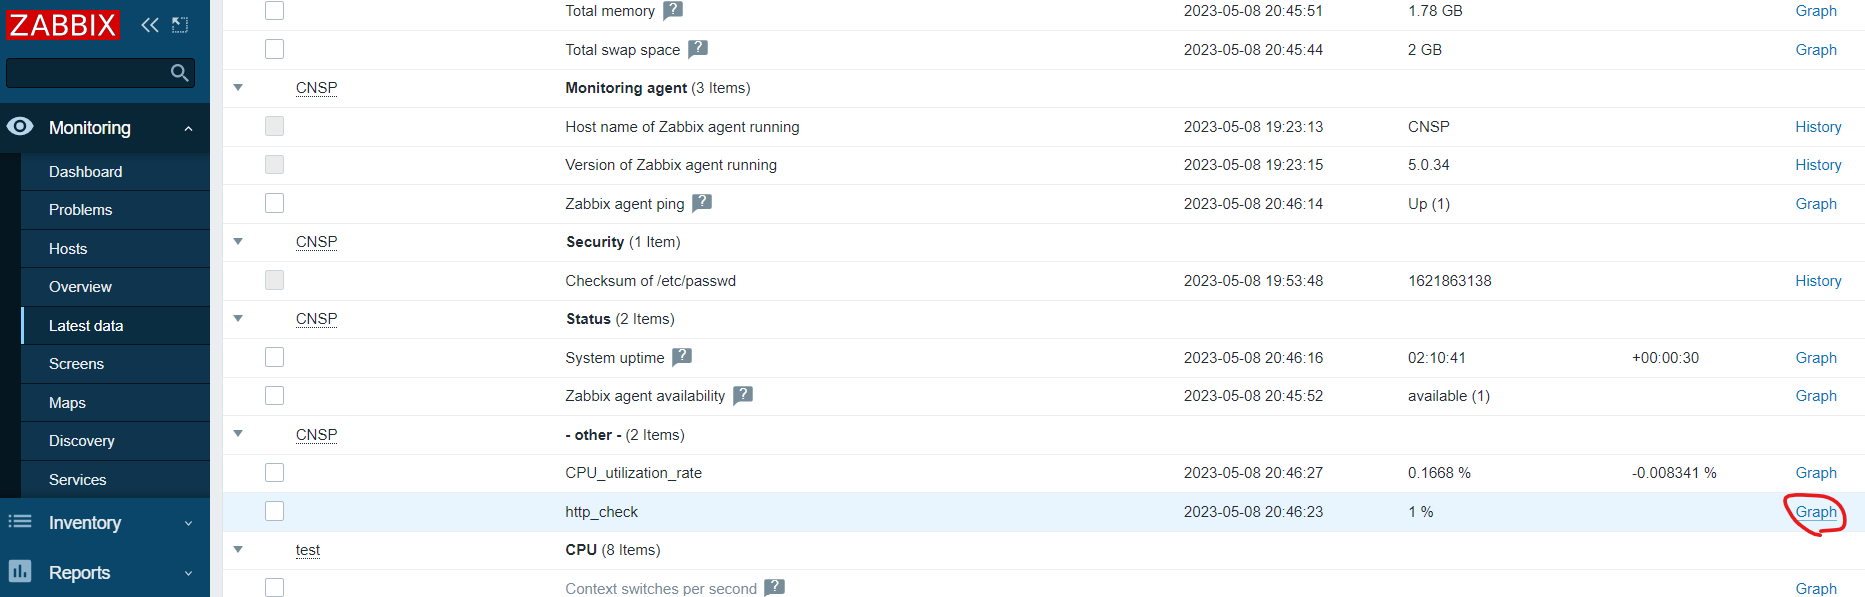 ZABBIX
Monitoring
Dashboard
Problems
Hosts
Overview
Latest data
Screens
Maps
Discovery
Services
Inventory
Reports
Total memory ? 2023-05-08 20:45:51 1.78 GB Graph
Total swap space ? 2023-05-08 20:45:44 2 GB Graph
CNSP Monitoring agent (3 Items)
Host name of Zabbix agent running 2023-05-08 19:23:13 CNSP History
Version of Zabbix agent running 2023-05-08 19:23:15 5.0.34 History
Zabbix agent ping ? 2023-05-08 20:46:14 Up (1) Graph
CNSP Security (1 Item)
Checksum of /etc/passwd 2023-05-08 19:53:48 1621863138 History
CNSP Status (2 Items)
System uptime ? 2023-05-08 20:46:16 02:10:41 +00:00:30 Graph
Zabbix agent availability ? 2023-05-08 20:45:52 available (1) Graph
CNSP - other - (2 Items)
CPU_utilization_rate 2023-05-08 20:46:27 0.1668 % -0.008341 % Graph
http_check 2023-05-08 20:46:23 1 % Graph
test CPU (8 Items)
Context switches per second ? Graph